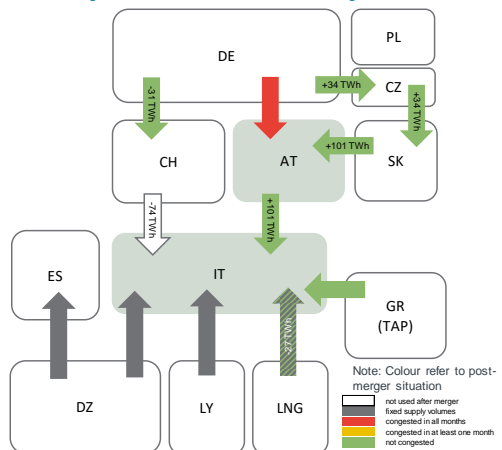 PL
DE
+34 TWh
CZ
-31 TWh
+34 TWh
+101 TWh
CH
AT
SK
-74 TWh
+101 TWh
ES
IT
-27 TWh
GR
(TAP)
DZ
LY
LNG
Note: Colour refer to post-
merger situation
not used after merger
fixed supply volumes
congested in all months
congested in at least one month
not congested